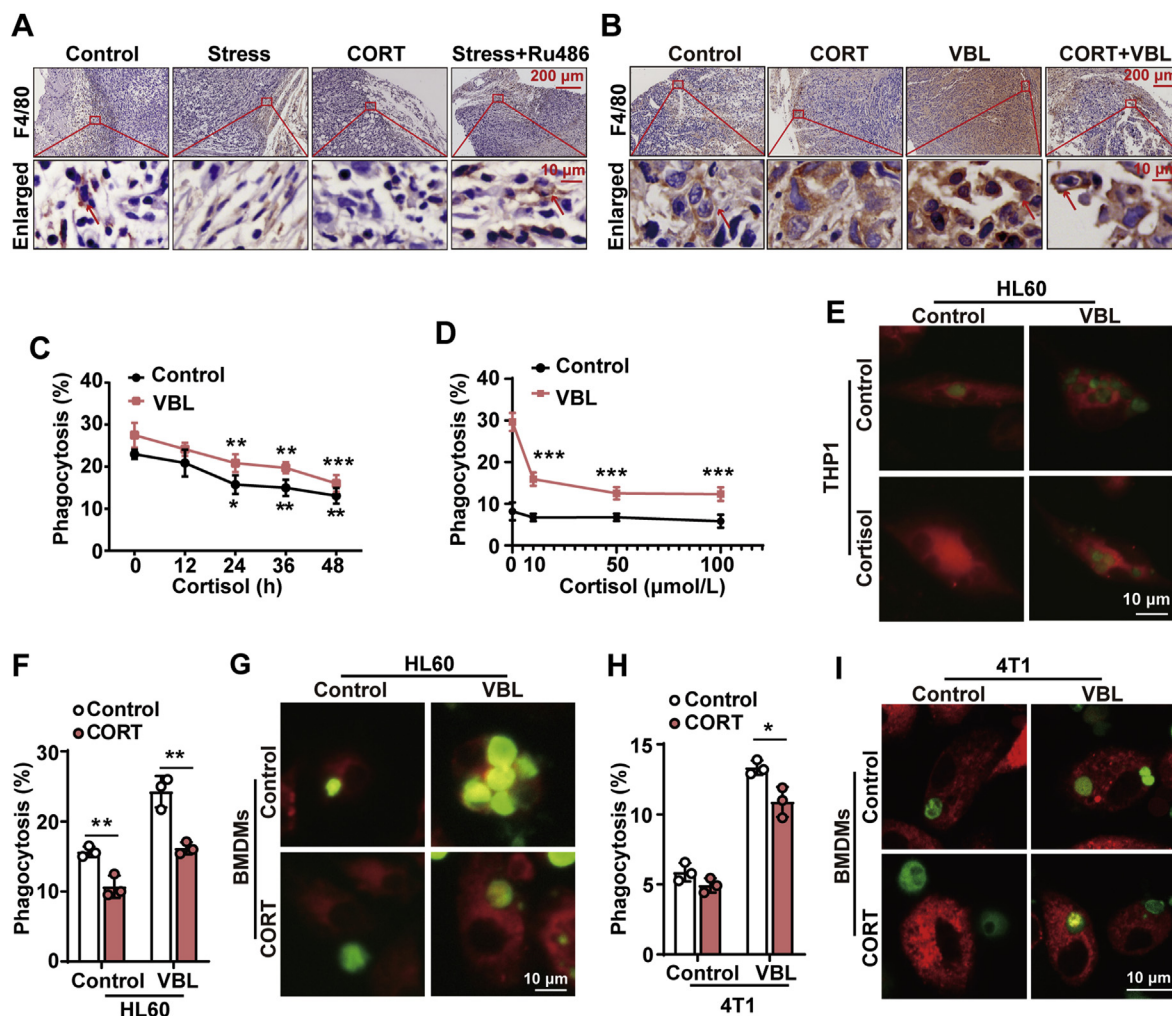 A
Control Stress CORT Stress+Ru486
F4/80
200 µm
Enlarged
10 µm
B
Control CORT VBL CORT+VBL
F4/80
200 µm
Enlarged
10 µm
C
Control
VBL
Phagocytosis (%)
40
30
20
10
0
** ** ***
* ** **
0 12 24 36 48
Cortisol (h)
D
Control
VBL
Phagocytosis (%)
40
30
20
10
0
*** *** ***
0 10 50 100
Cortisol (µmol/L)
E
HL60
Control VBL
THP1
Control
Cortisol
10 µm
F
Control
CORT
Phagocytosis (%)
30
20
10
0
** **
Control VBL
HL60
G
HL60
Control VBL
BMDMs
Control
CORT
10 µm
H
Control
CORT
Phagocytosis (%)
15
10
5
0
*
Control VBL
4T1
I
4T1
Control VBL
BMDMs
Control
CORT
10 µm